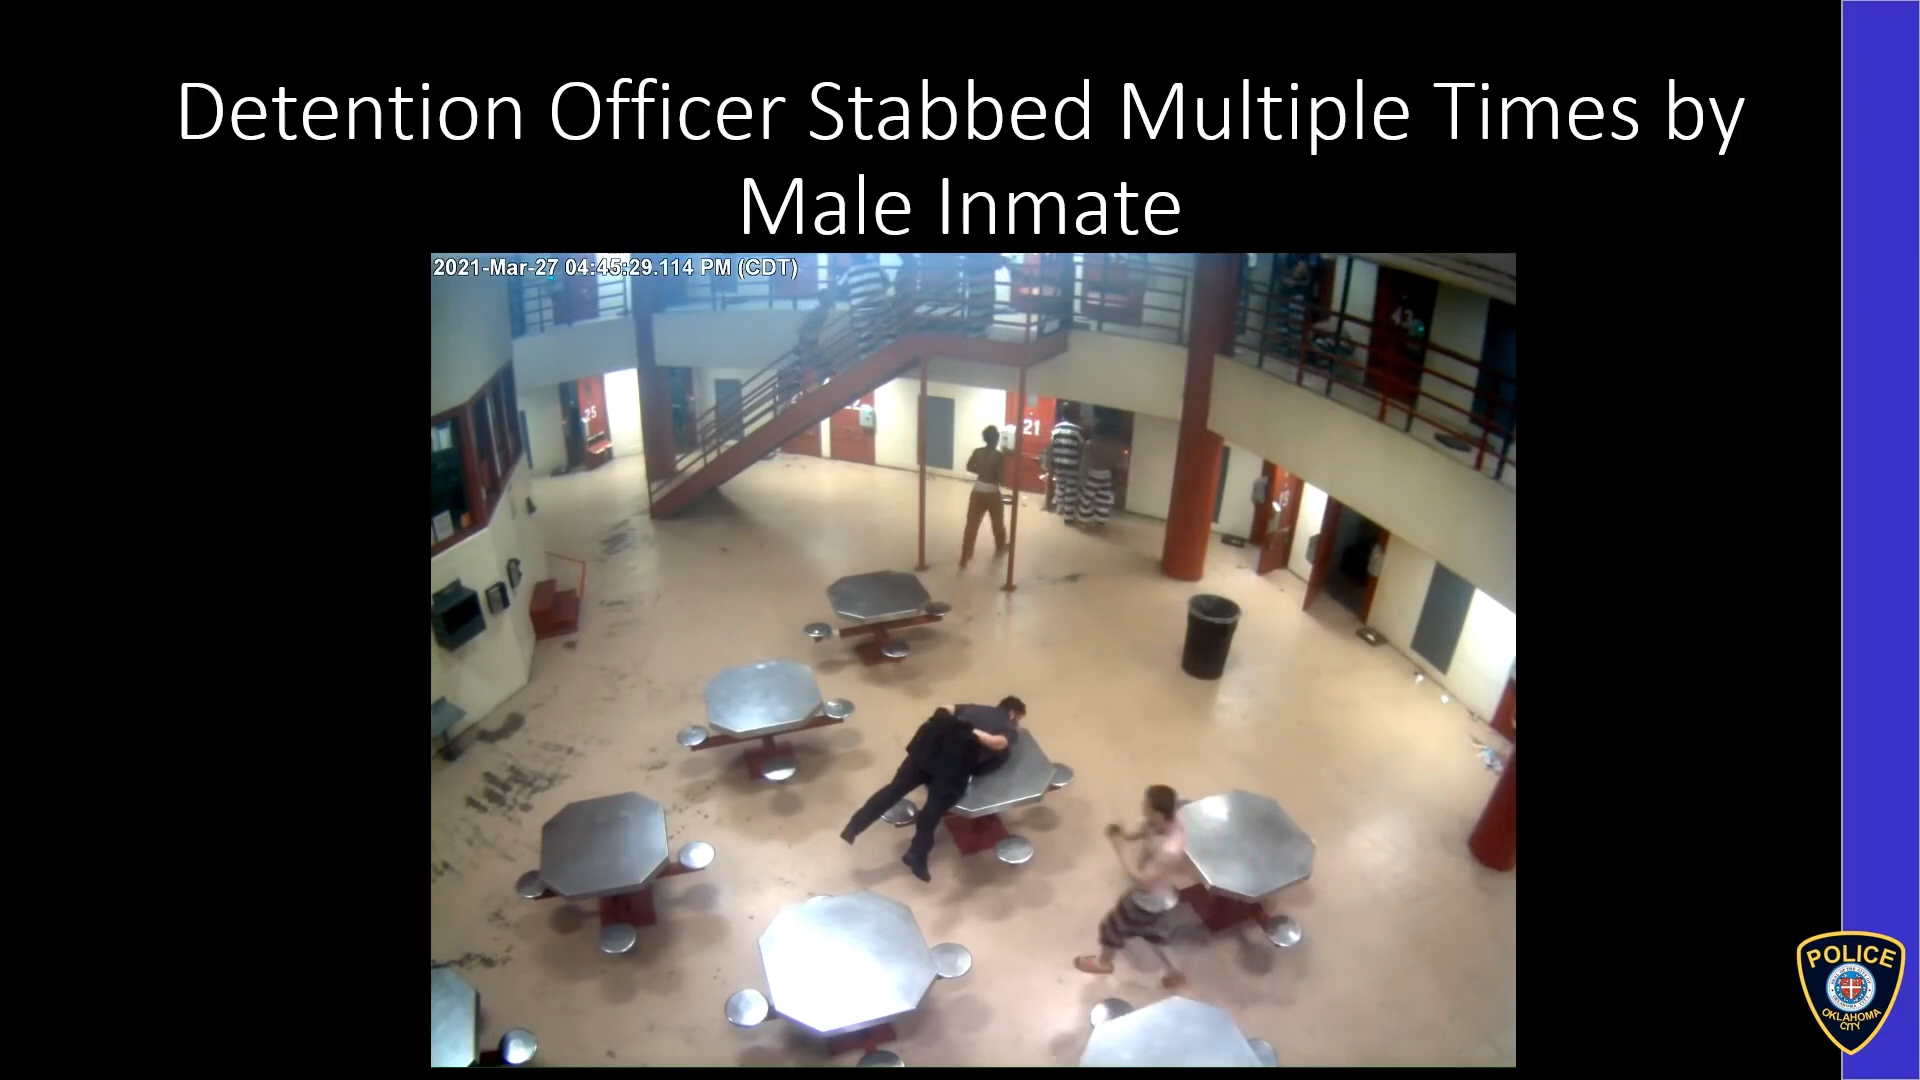 Detention Officer Stabbed Multiple Times by
Male Inmate
2021-Mar-27 04:45:29.114 PM (CDT)
43
25
21
POLICE
OKLAHOMA
CITY